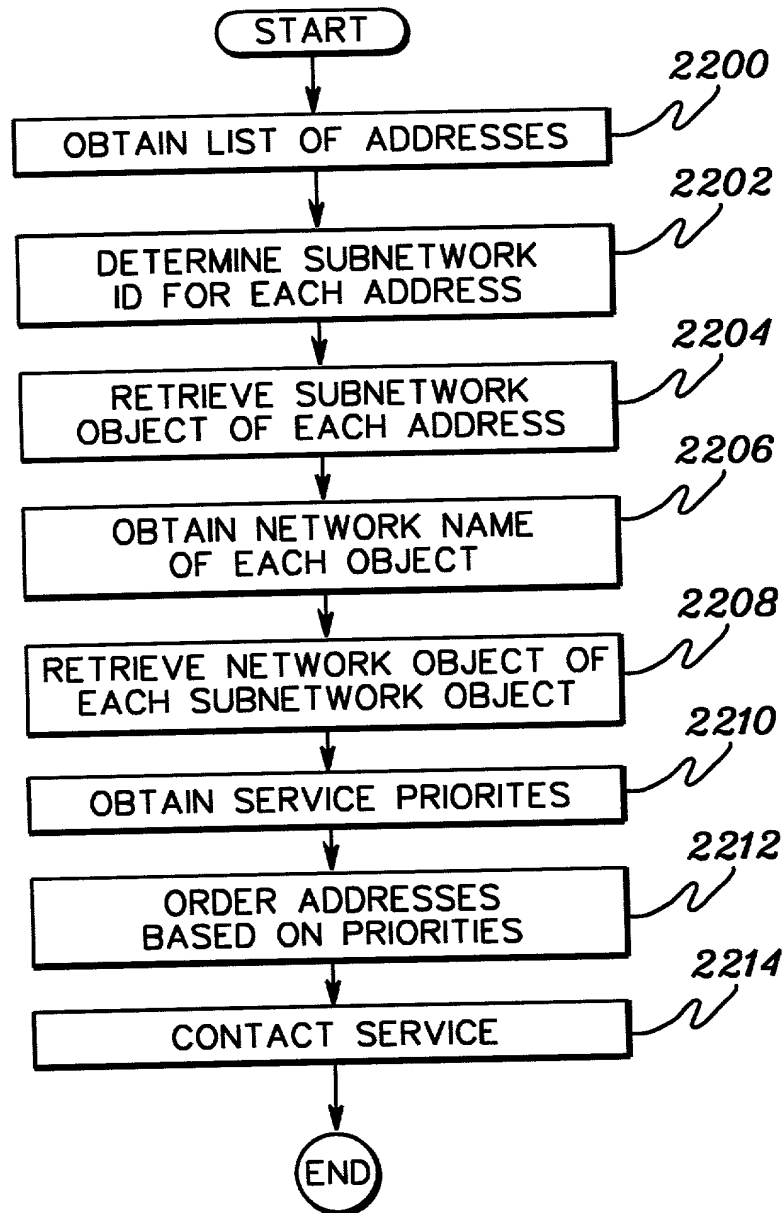 START
2200
OBTAIN LIST OF ADDRESSES
2202
DETERMINE SUBNETWORK
ID FOR EACH ADDRESS
2204
RETRIEVE SUBNETWORK
OBJECT OF EACH ADDRESS
2206
OBTAIN NETWORK NAME
OF EACH OBJECT
2208
RETRIEVE NETWORK OBJECT OF
EACH SUBNETWORK OBJECT
2210
OBTAIN SERVICE PRIORITES
2212
ORDER ADDRESSES
BASED ON PRIORITIES
2214
CONTACT SERVICE
END